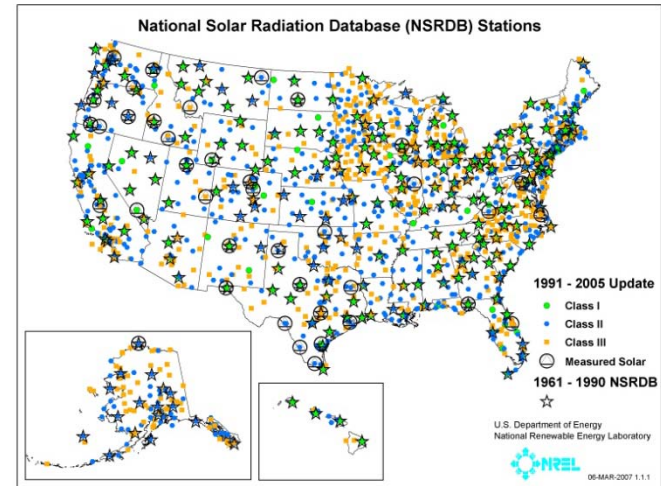 National Solar Radiation Database (NSRDB) Stations
1991 - 2005 Update
Class I
Class II
Class III
Measured Solar
1961 - 1990 NSRDB
U.S. Department of Energy
National Renewable Energy Laboratory
NREL
06-MAR-2007 1.1.1